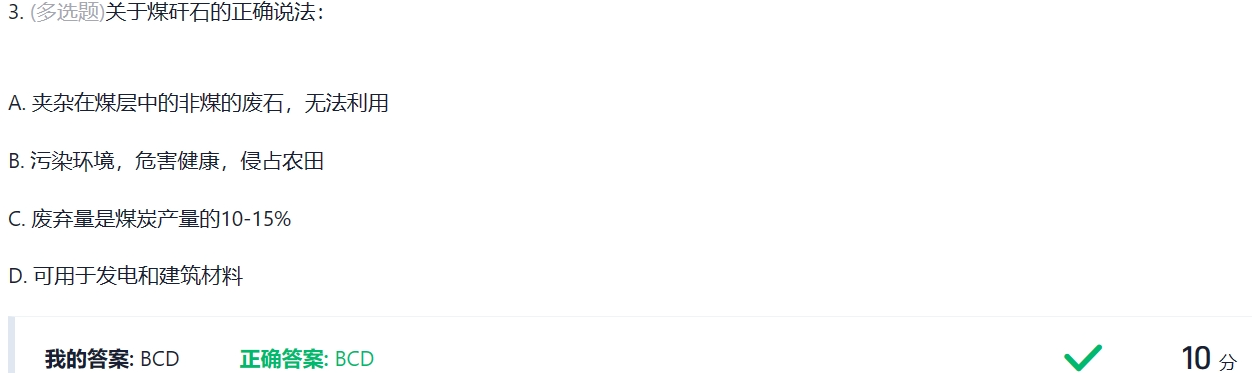 3. (多选题)关于煤矸石的正确说法：
A. 夹杂在煤层中的非煤的废石，无法利用
B. 污染环境，危害健康，侵占农田
C. 废弃量是煤炭产量的10-15%
D. 可用于发电和建筑材料
我的答案: BCD 正确答案: BCD 10 分